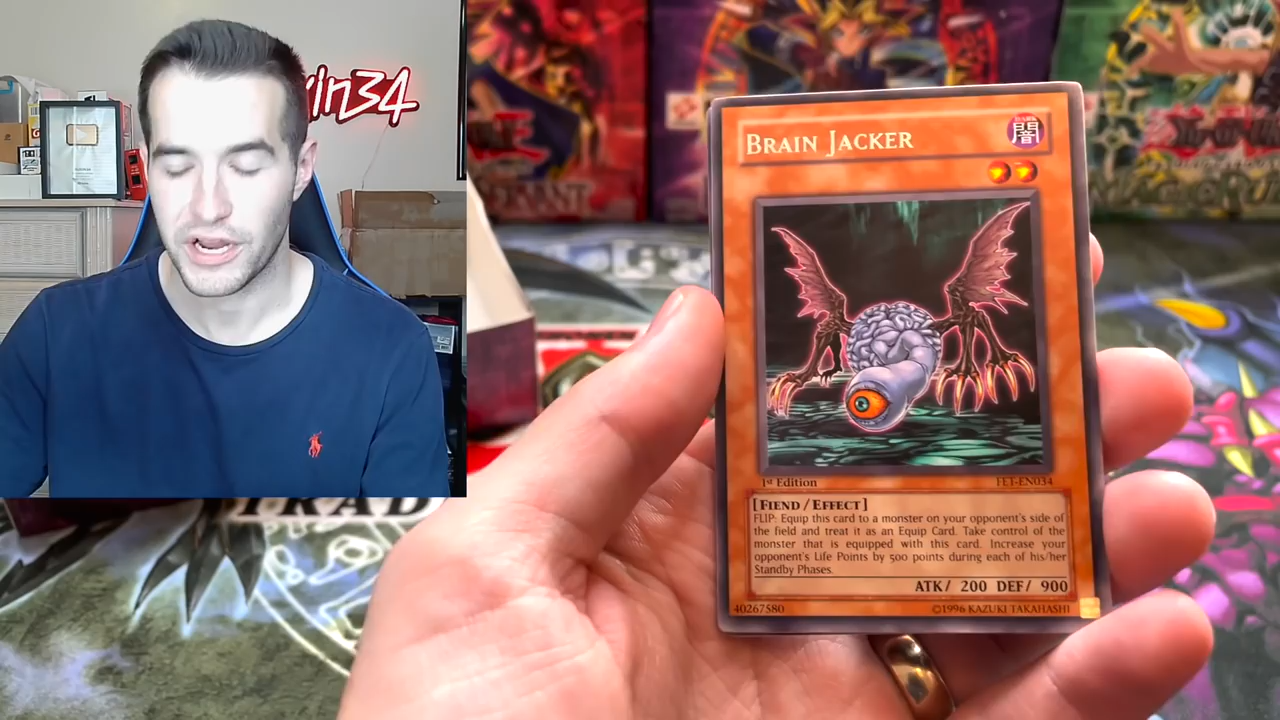 vin34
BRAIN JACKER
DARK
闇
1st Edition
FET-EN034
[FIEND / EFFECT]
FLIP: Equip this card to a monster on your opponent's side of
the field and treat it as an Equip Card. Take control of the
monster that is equipped with this card. Increase your
opponent's Life Points by 500 points during each of his/her
Standby Phases.
ATK/ 200 DEF/ 900
40267580
©1996 KAZUKI TAKAHASHI
TRAD